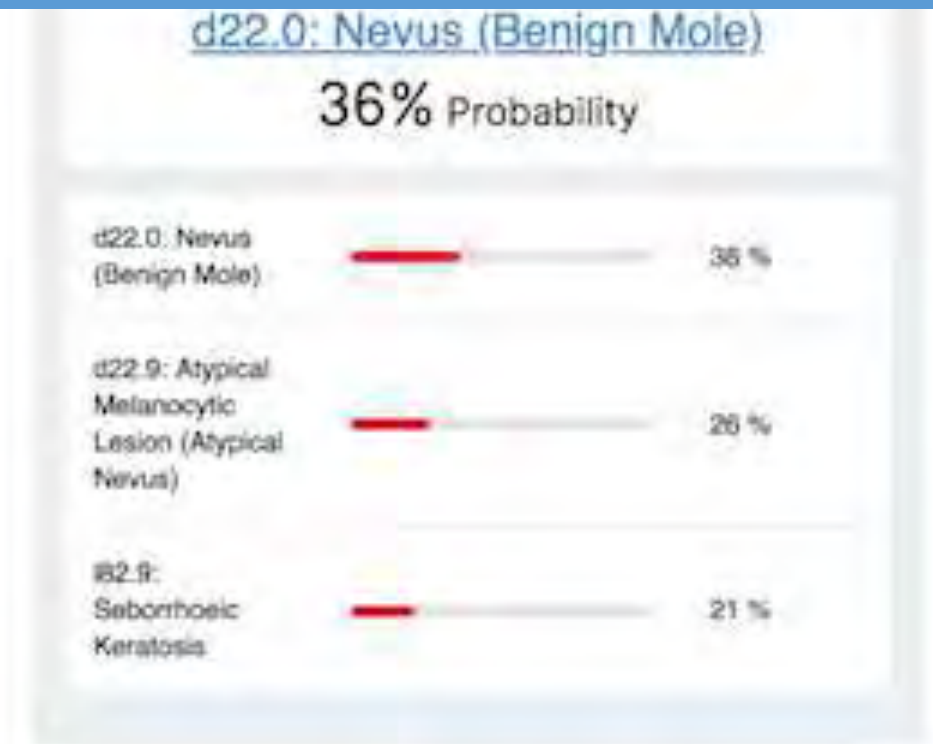 d22.0: Nevus (Benign Mole)
36% Probability
d22.0: Nevus
(Benign Mole)
36 %
d22.9: Atypical
Melanocytic
Lesion (Atypical
Nevus)
26 %
l82.9:
Seborrhoeic
Keratosis
21 %